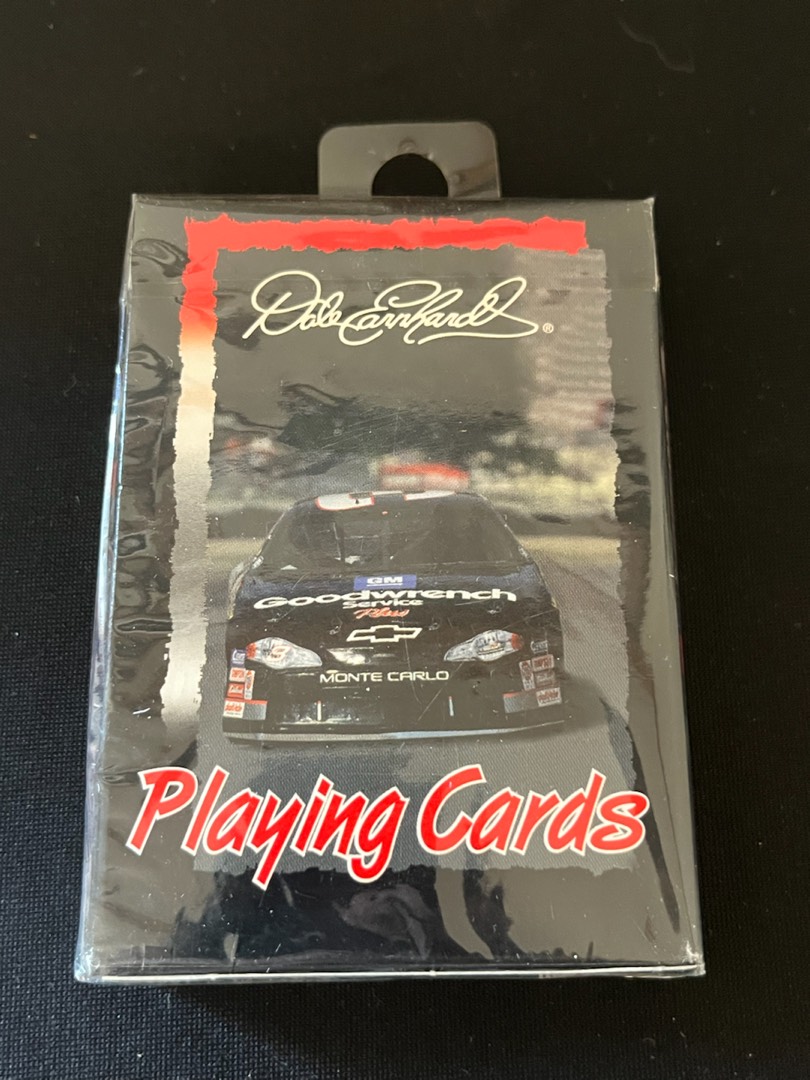 Dale Earnhardt ®
GM
Goodwrench
Service
Plus
MONTE CARLO
Playing Cards